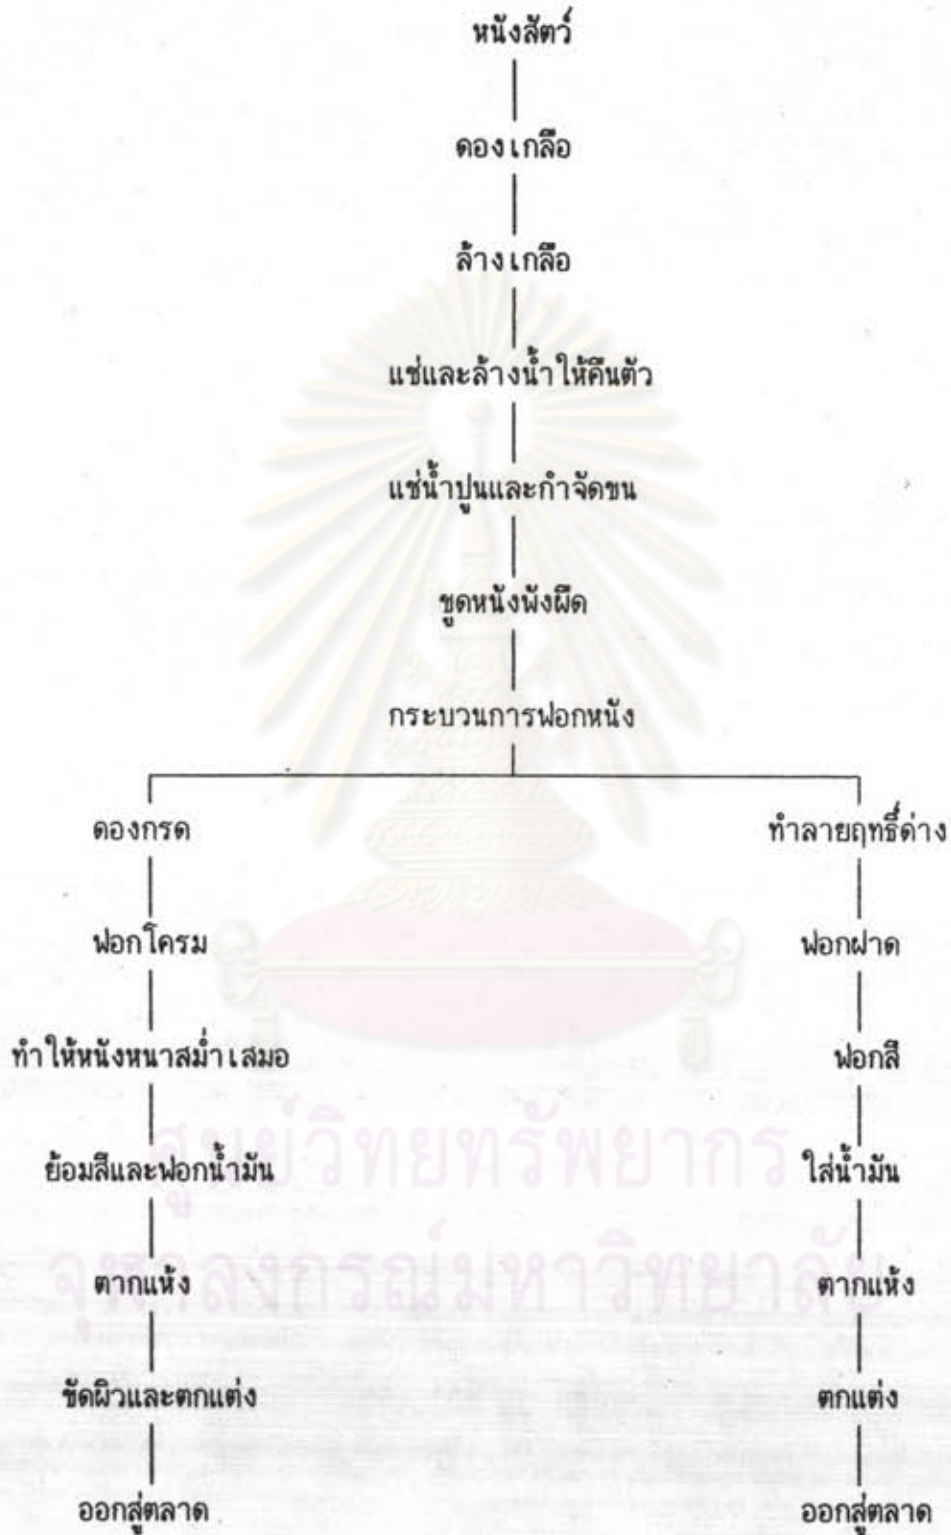 หนังสัตว์
ดองเกลือ
ล้างเกลือ
แช่และล้างน้ำให้คืนตัว
แช่น้ำปูนและกำจัดขน
ขูดหนังพังผืด
กระบวนการฟอกหนัง
ดองกรด
ทำลายฤทธิ์ด่าง
ฟอกโครม
ฟอกฝาด
ทำให้หนังหนาสม่ำเสมอ
ฟอกสี
ย้อมสีและฟอกน้ำมัน
ใส่น้ำมัน
ตากแห้ง
ตากแห้ง
ขัดผิวและตกแต่ง
ตกแต่ง
ออกสู่ตลาด
ออกสู่ตลาด
ศูนย์วิทยทรัพยากร
จุฬาลงกรณ์มหาวิทยาลัย